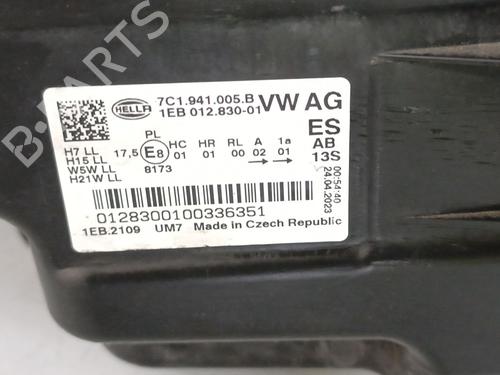 HELLA 7C1.941.005.B VW AG
1EB 012.830-01
ES
PL HC HR RL A 1a AB
H7 LL 17,5 E8 01 01 00 02 01 13S
H15 LL
W5W LL 8173
H21W LL
00:54:40
24.04.2023
0128300100336351
1EB.2109 UM7 Made in Czech Republic